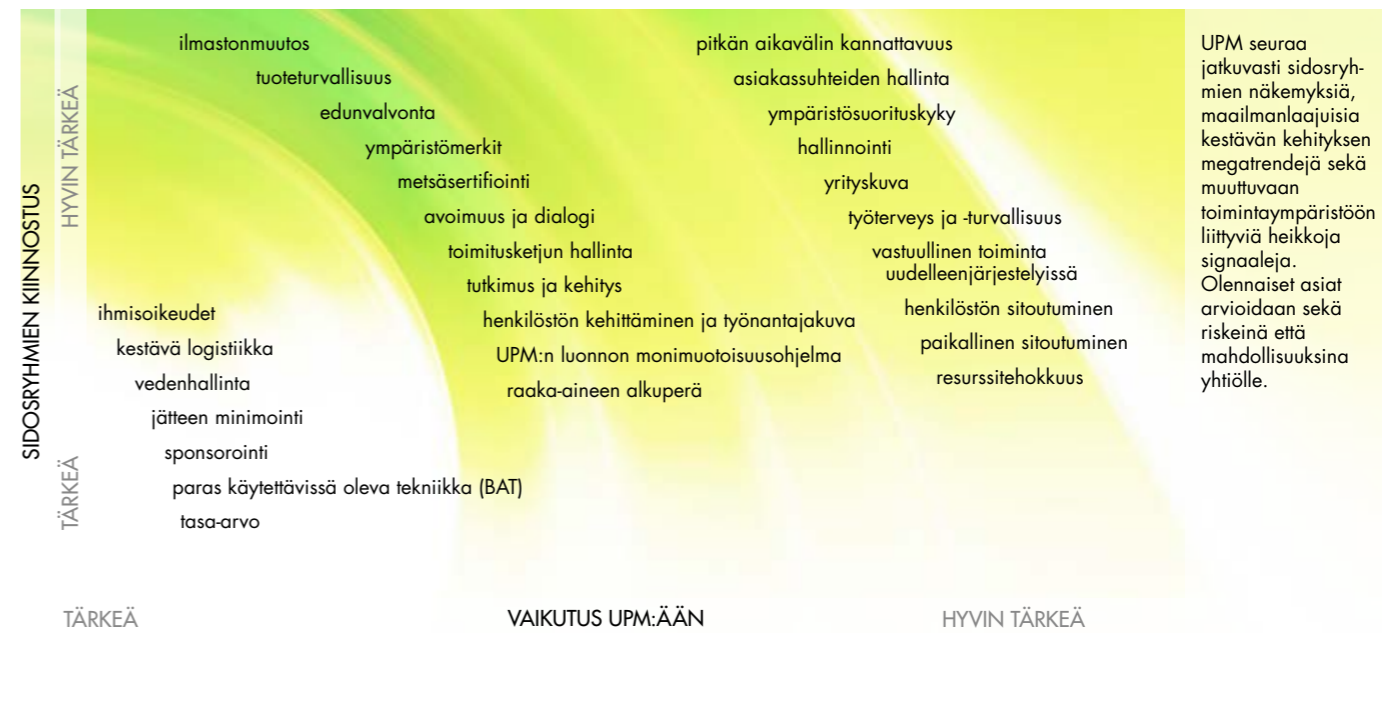 SIDOSRYHMIEN KIINNOSTUS
HYVIN TÄRKEÄ
TÄRKEÄ
ilmastonmuutos
tuoteturvallisuus
edunvalvonta
ympäristömerkit
metsäsertifiointi
avoimuus ja dialogi
toimitusketjun hallinta
tutkimus ja kehitys
henkilöstön kehittäminen ja työnantajakuva
UPM:n luonnon monimuotoisuusohjelma
raaka-aineen alkuperä
ihmisoikeudet
kestävä logistiikka
vedenhallinta
jätteen minimointi
sponsorointi
paras käytettävissä oleva tekniikka (BAT)
tasa-arvo
pitkän aikavälin kannattavuus
asiakassuhteiden hallinta
ympäristösuorituskyky
hallinnointi
yrityskuva
työterveys ja -turvallisuus
vastuullinen toiminta
uudelleenjärjestelyissä
henkilöstön sitoutuminen
paikallinen sitoutuminen
resurssitehokkuus
UPM seuraa
jatkuvasti sidosryh-
mien näkemyksiä,
maailmanlaajuisia
kestävän kehityksen
megatrendejä sekä
muuttuvaan
toimintaympäristöön
liittyviä heikkoja
signaaleja.
Olennaiset asiat
arvioidaan sekä
riskeinä että
mahdollisuuksina
yhtiölle.
TÄRKEÄ
VAIKUTUS UPM:ÄÄN
HYVIN TÄRKEÄ